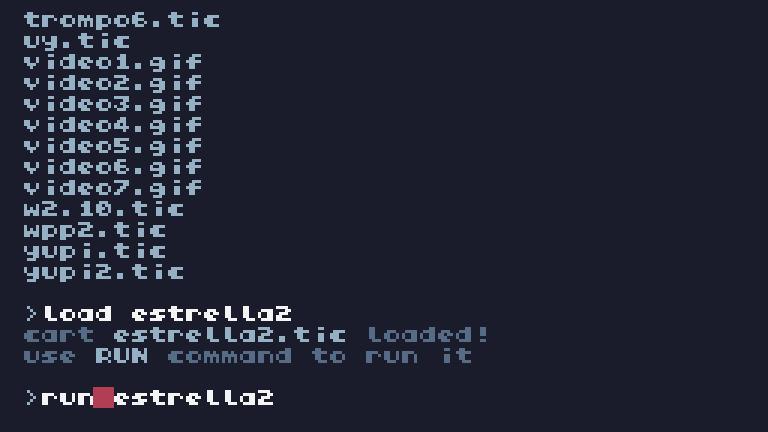 trompo6.tic
uy.tic
video1.gif
video2.gif
video3.gif
video4.gif
video5.gif
video6.gif
video7.gif
w2.10.tic
wpp2.tic
yupi.tic
yupi2.tic
>load estrella2
cart estrella2.tic loaded!
use RUN command to run it
>run estrella2